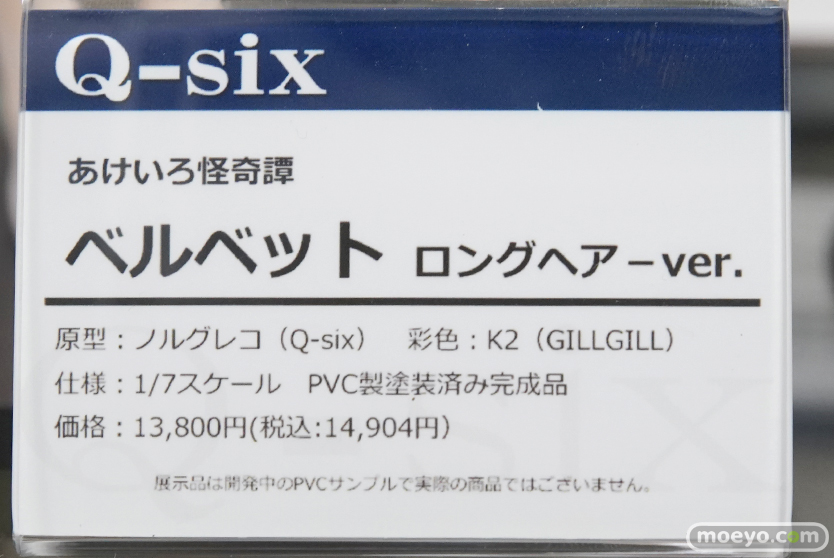 Q-six
あけいろ怪奇譚
ベルベット ロングヘアーver.
原型：ノルグレコ（Q-six） 彩色：K2（GILLGILL）
仕様：1/7スケール PVC製塗装済み完成品
価格：13,800円(税込:14,904円）
展示品は開発中のPVCサンプルで実際の商品ではございません。
moeyo.com